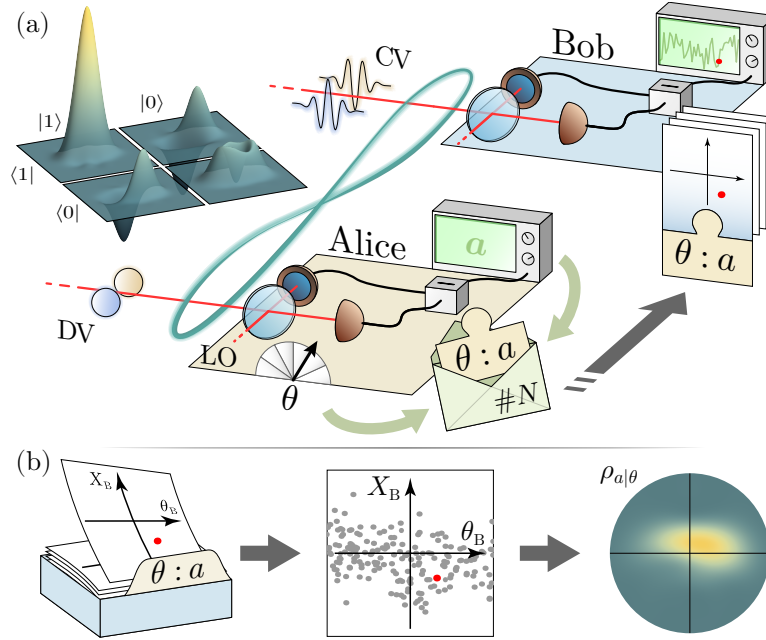 (a)
|1⟩
|0⟩
⟨1|
⟨0|
CV
Bob
θ : a
Alice
a
DV
LO
θ
θ : a
#N
(b)
X_B
θ_B
θ : a
X_B
θ_B
ρ_{a|θ}